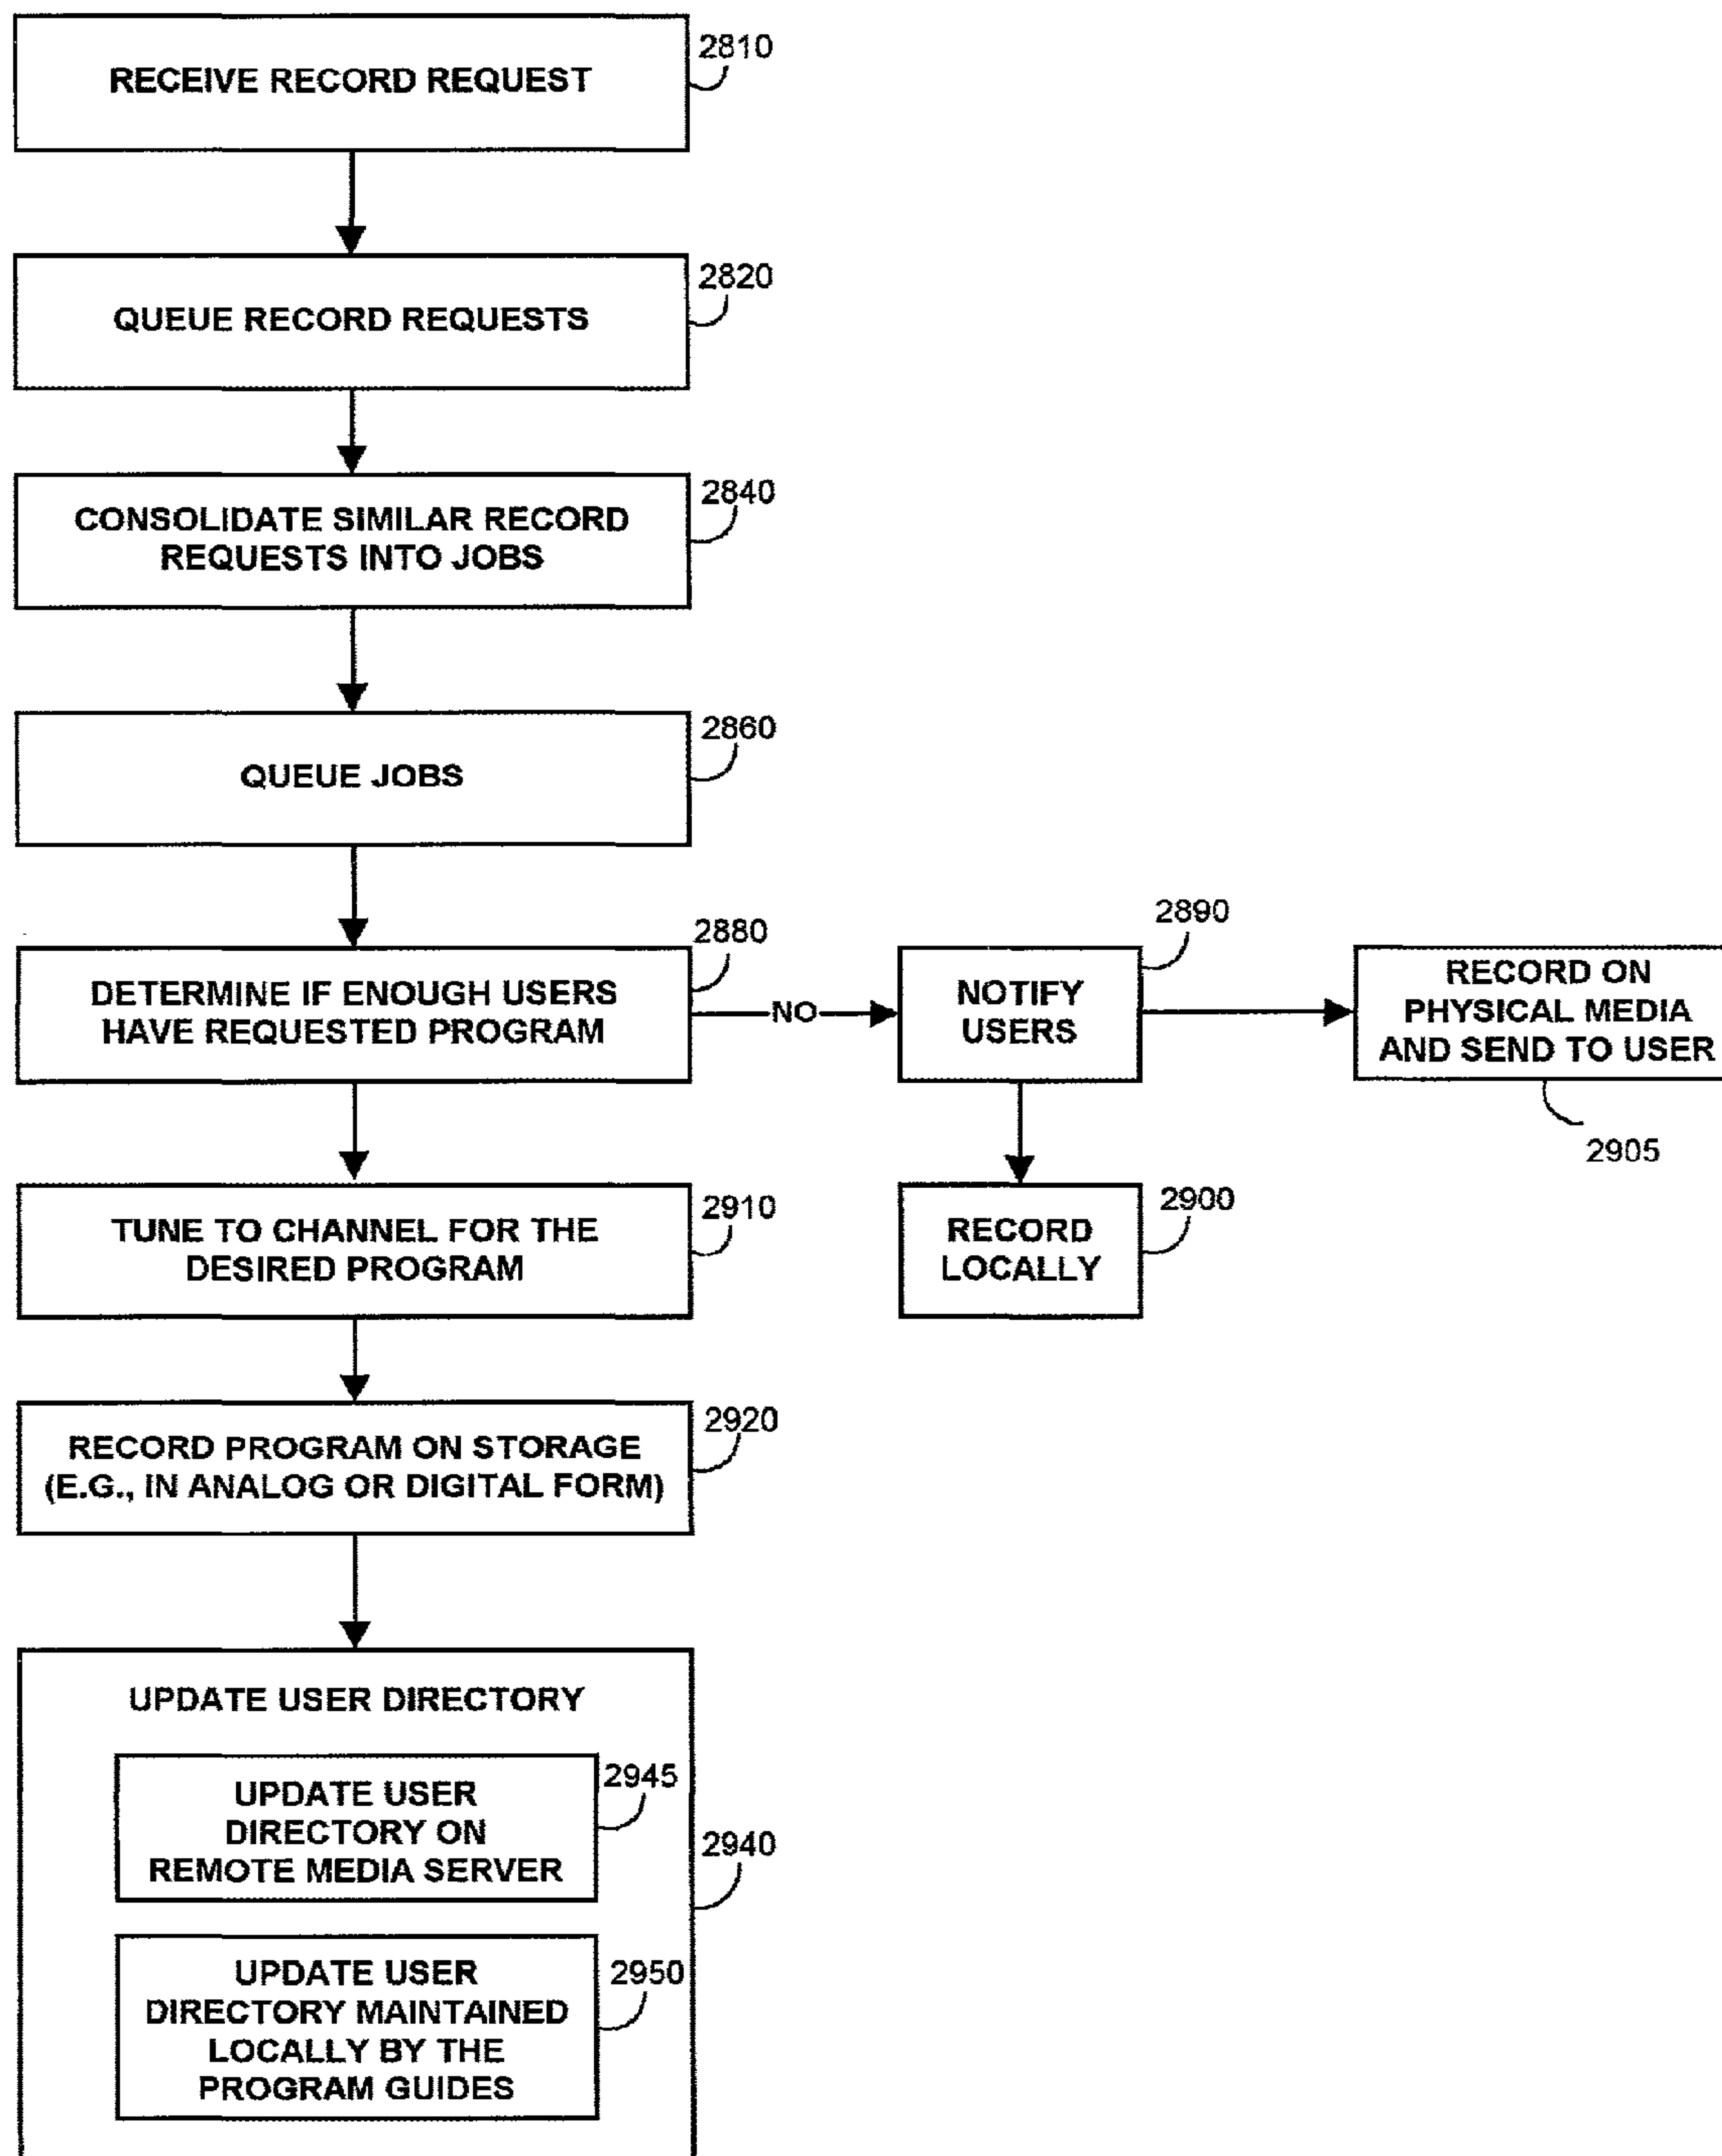 RECEIVE RECORD REQUEST
2810
QUEUE RECORD REQUESTS
2820
CONSOLIDATE SIMILAR RECORD
REQUESTS INTO JOBS
2840
QUEUE JOBS
2860
DETERMINE IF ENOUGH USERS
HAVE REQUESTED PROGRAM
2880
NO
NOTIFY
USERS
2890
RECORD ON
PHYSICAL MEDIA
AND SEND TO USER
2905
RECORD
LOCALLY
2900
TUNE TO CHANNEL FOR THE
DESIRED PROGRAM
2910
RECORD PROGRAM ON STORAGE
(E.G., IN ANALOG OR DIGITAL FORM)
2920
UPDATE USER DIRECTORY
2940
UPDATE USER
DIRECTORY ON
REMOTE MEDIA SERVER
2945
UPDATE USER
DIRECTORY MAINTAINED
LOCALLY BY THE
PROGRAM GUIDES
2950